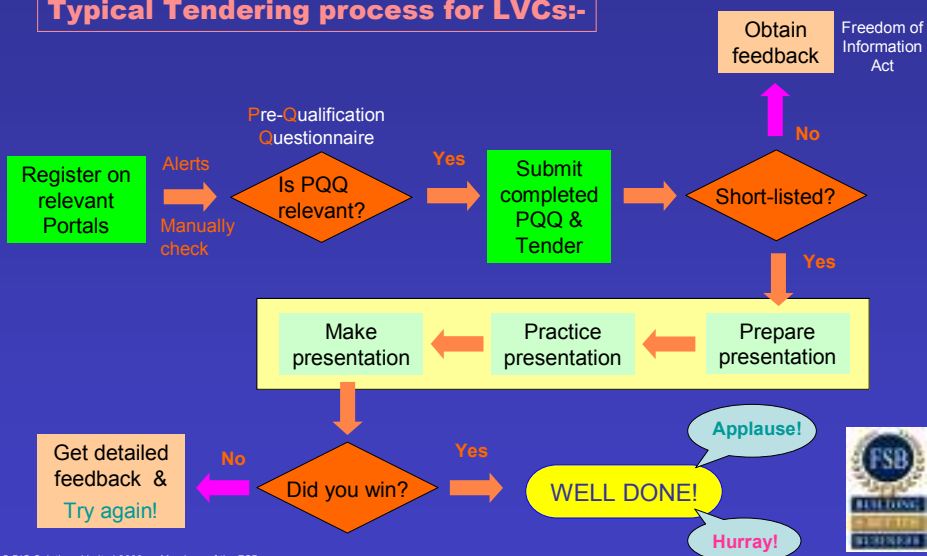 Typical Tendering process for LVCs:-
Obtain
feedback
Freedom of
Information
Act
No
Pre-Qualification
Questionnaire
Register on
relevant
Portals
Alerts
Manually
check
Is PQQ
relevant?
Yes
Submit
completed
PQQ &
Tender
Short-listed?
Yes
Make
presentation
Practice
presentation
Prepare
presentation
Get detailed
feedback &
Try again!
No
Did you win?
Yes
WELL DONE!
Applause!
Hurray!
FSB
BUSINESS